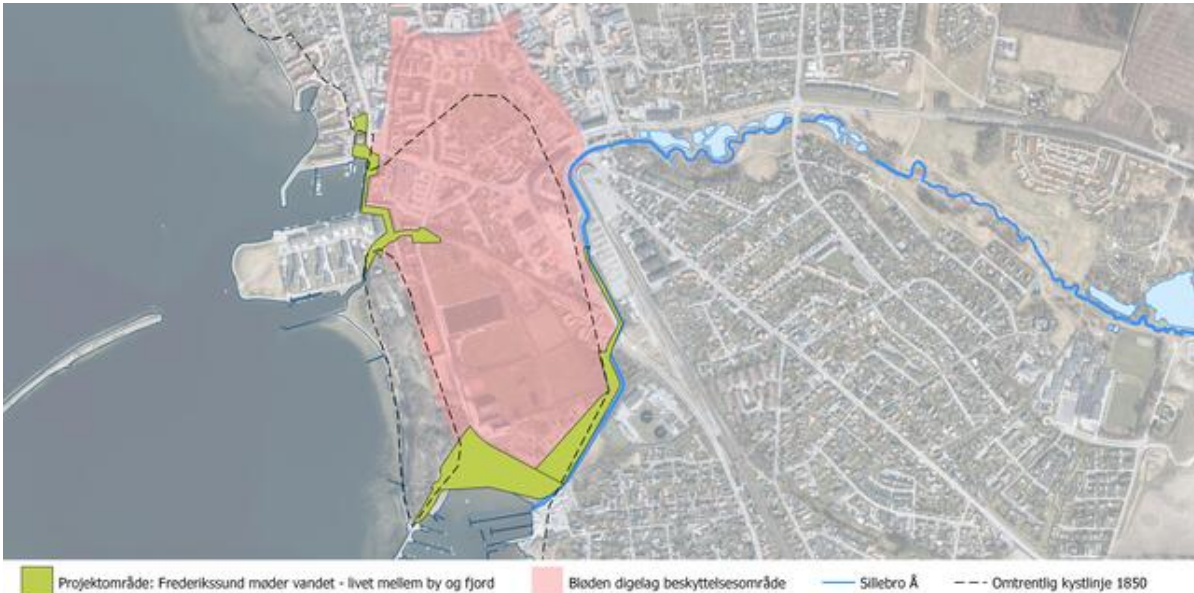 Projektområde: Frederikssund møder vandet - livet mellem by og fjord
Bløden digelag beskyttelsesområde
Sillebro Å
Omtrentlig kystlinje 1850